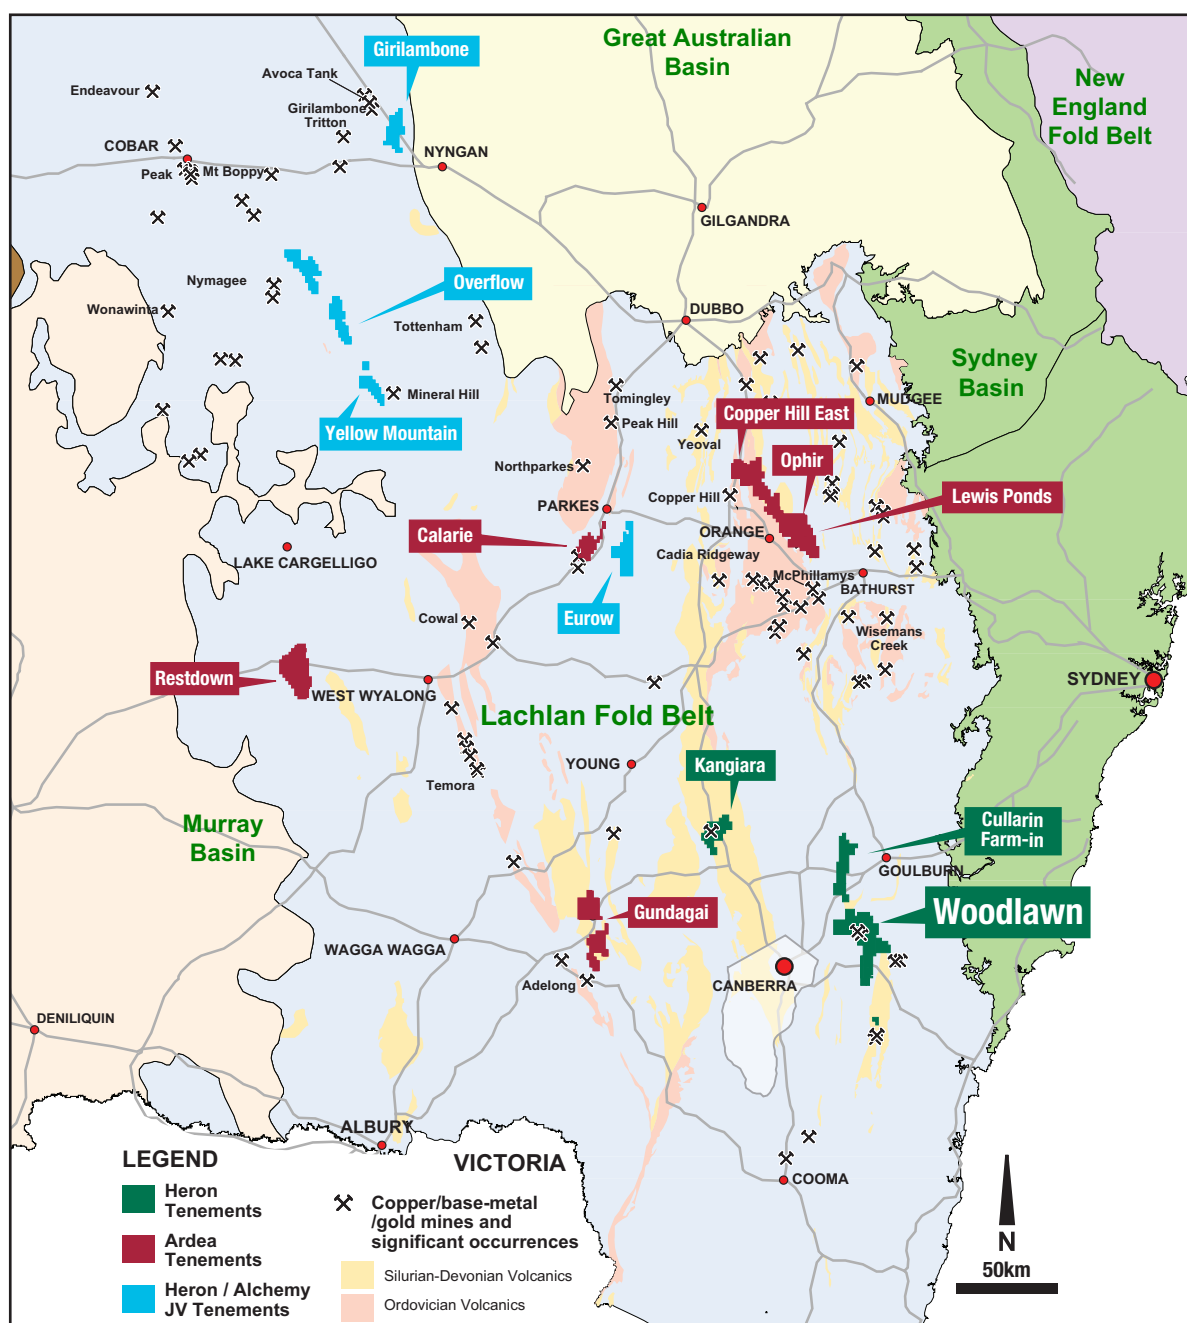 Girilambone
Great Australian
Basin
New
England
Fold Belt
Avoca Tank
Endeavour
Girilambone
Tritton
COBAR
NYNGAN
Peak
Mt Boppy
GILGANDRA
Nymagee
Overflow
Wonawinta
DUBBO
Tottenham
Sydney
Basin
Mineral Hill
Tomingley
MUDGEE
Copper Hill East
Yellow Mountain
Peak Hill
Yeoval
Ophir
Northparkes
Copper Hill
Lewis Ponds
PARKES
Calarie
ORANGE
LAKE CARGELLIGO
Cadia Ridgeway
McPhillamys
BATHURST
Cowal
Eurow
Wisemans
Creek
Restdown
SYDNEY
WEST WYALONG
Lachlan Fold Belt
YOUNG
Kangiara
Temora
Murray
Basin
Cullarin
Farm-in
GOULBURN
Gundagai
Woodlawn
WAGGA WAGGA
Adelong
CANBERRA
DENILIQUIN
ALBURY
LEGEND
VICTORIA
COOMA
Heron
Tenements
Copper/base-metal
/gold mines and
significant occurrences
Ardea
Tenements
Silurian-Devonian Volcanics
Heron / Alchemy
JV Tenements
Ordovician Volcanics
N
50km